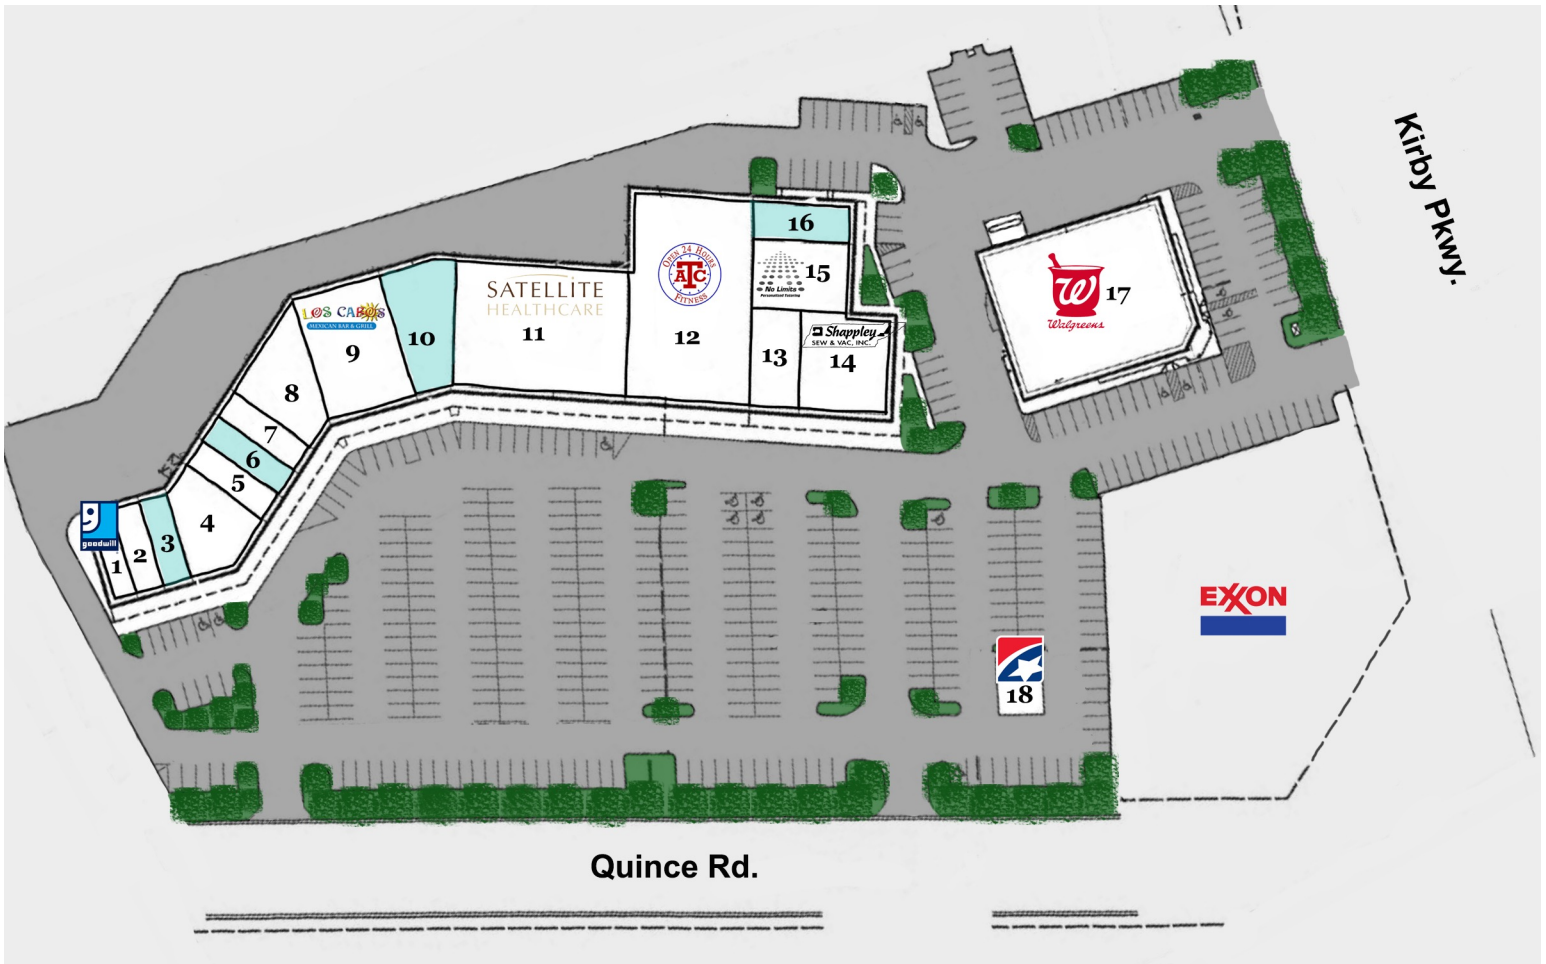 Kirby Pkwy.
16
OPEN 24 HOURS
ATC
FITNESS
15
No Limits
Personalized Tutoring
W
17
Walgreens
SATELLITE
HEALTHCARE
11
LOS CABOS
MEXICAN BAR & GRILL
9
10
12
13
Shappley
SEW & VAC, INC.
14
8
7
6
5
4
g
goodwill
1
2
3
EXXON
18
Quince Rd.